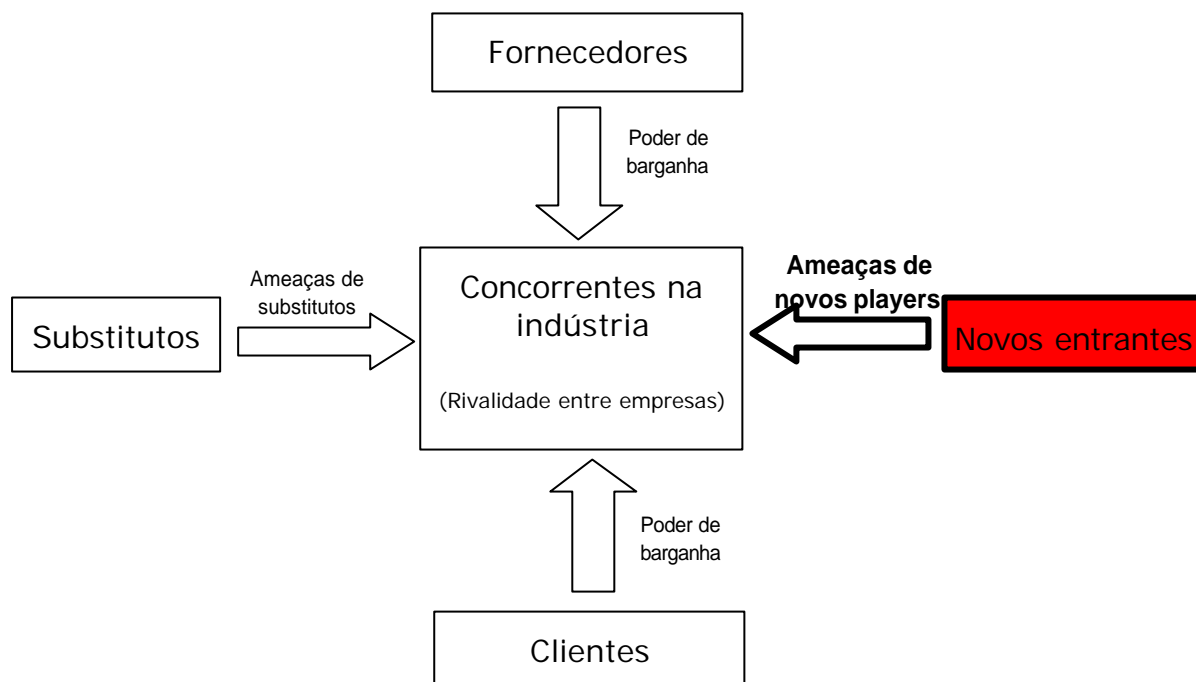 Fornecedores
Poder de
barganha
Ameaças de
substitutos
Substitutos
Concorrentes na
indústria
(Rivalidade entre empresas)
Ameaças de
novos players
Novos entrantes
Poder de
barganha
Clientes